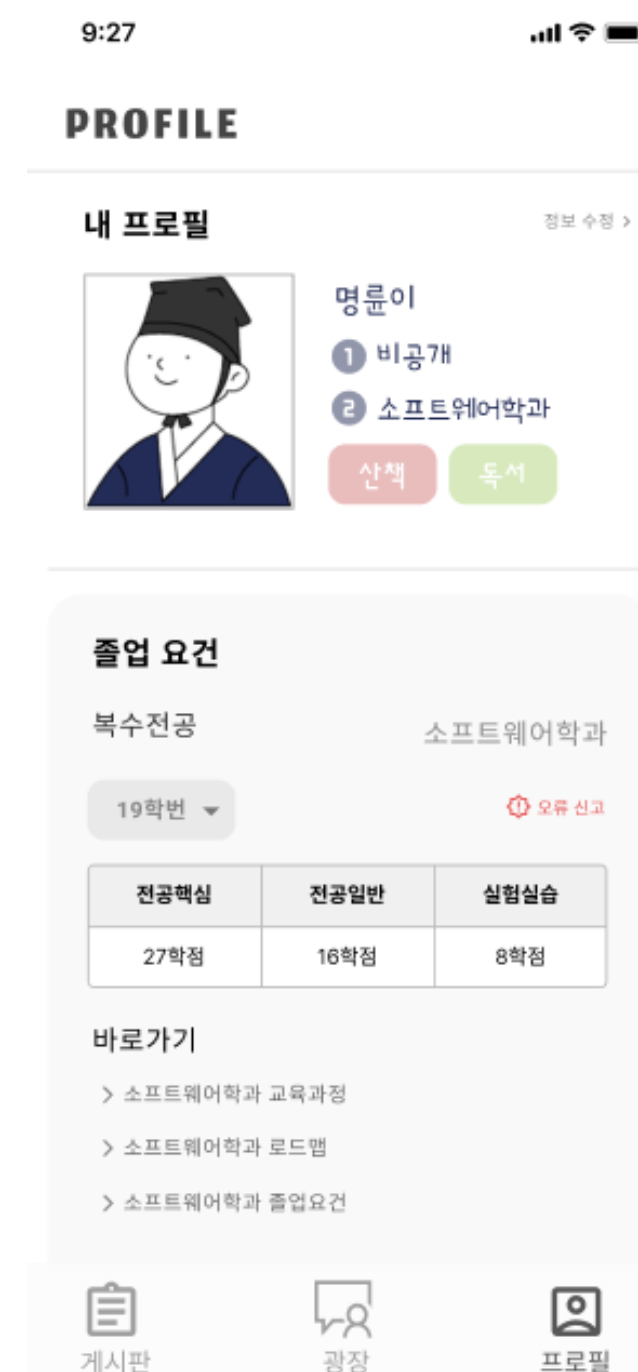 9:27
PROFILE
내 프로필
정보 수정 >
명륜이
1 비공개
2 소프트웨어학과
산책 독서
졸업 요건
복수전공
소프트웨어학과
19학번
오류 신고
전공핵심 전공일반 실험실습
27학점 16학점 8학점
바로가기
> 소프트웨어학과 교육과정
> 소프트웨어학과 로드맵
> 소프트웨어학과 졸업요건
게시판 광장 프로필